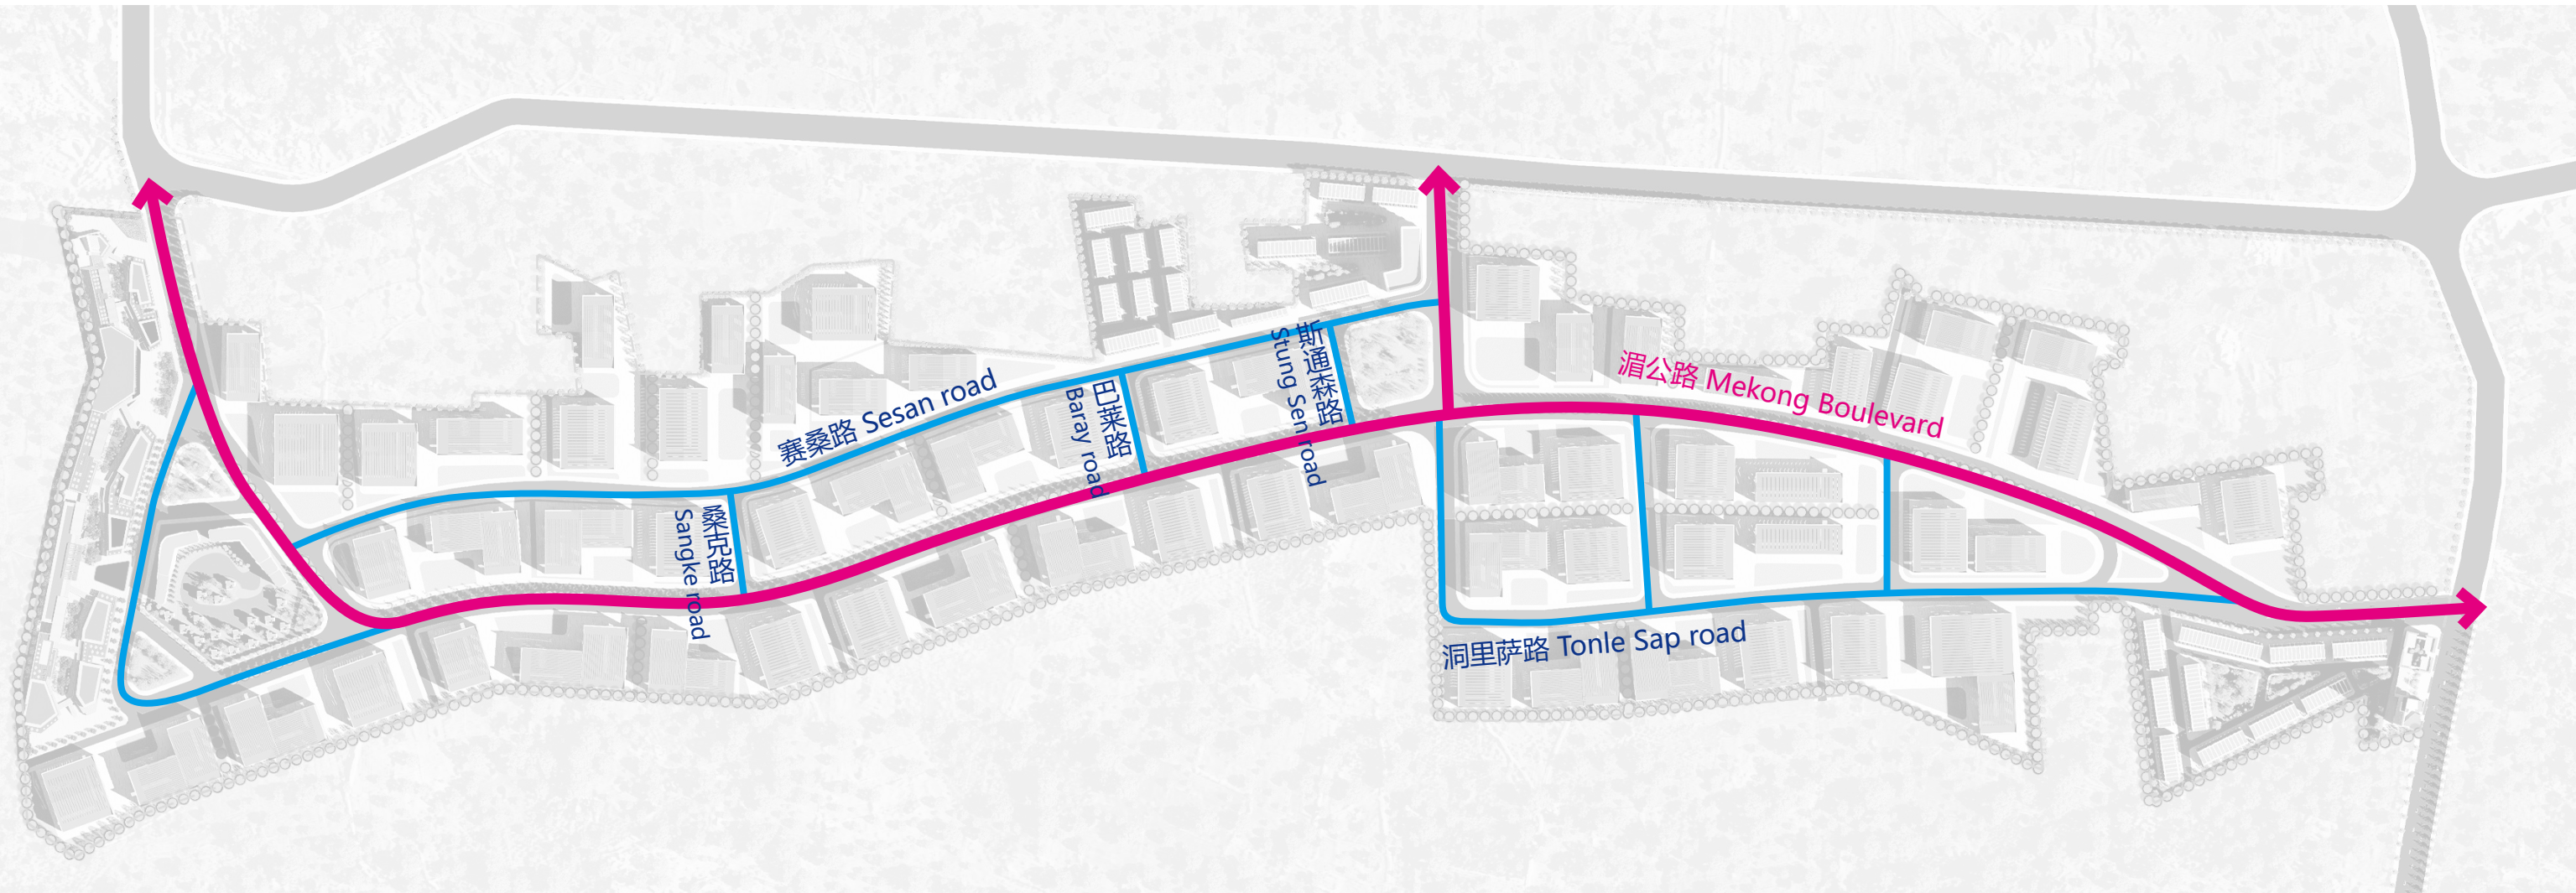 赛桑路 Sesan road
桑克路
Sangke road
巴莱路
Baray road
斯通森路
Stung Sen road
湄公路 Mekong Boulevard
洞里萨路 Tonle Sap road